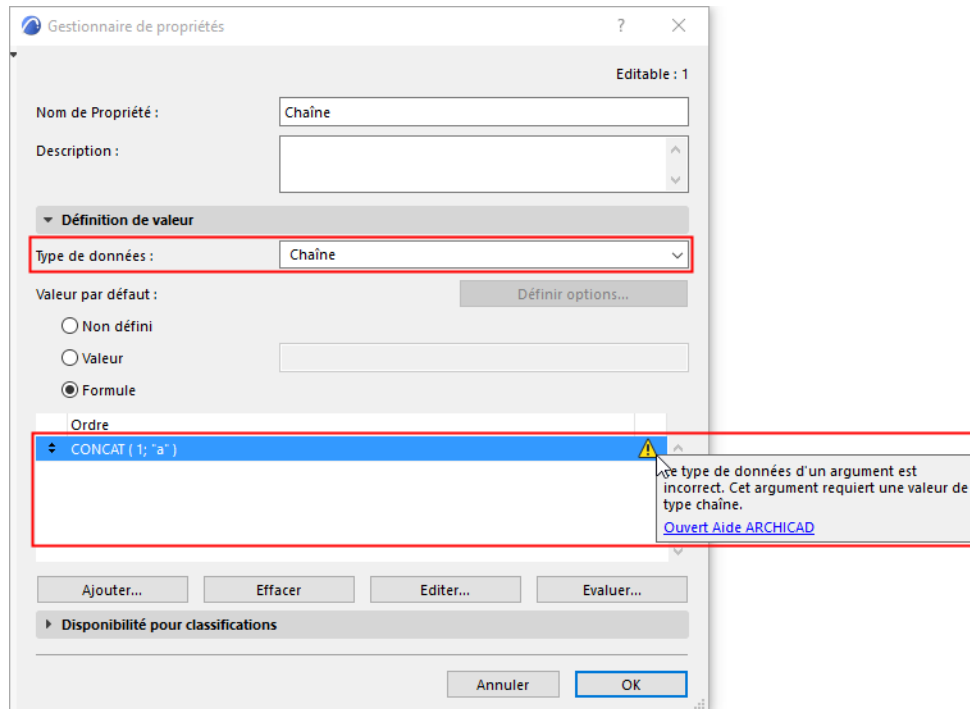 Gestionnaire de propriétés
?
Editable : 1
Nom de Propriété :
Chaîne
Description :
Définition de valeur
Type de données :
Chaîne
Valeur par défaut :
Définir options...
Non défini
Valeur
Formule
Ordre
CONCAT ( 1; "a" )
e type de données d'un argument est
incorrect. Cet argument requiert une valeur de
type chaîne.
Ouvert Aide ARCHICAD
Ajouter...
Effacer
Editer...
Evaluer...
Disponibilité pour classifications
Annuler
OK